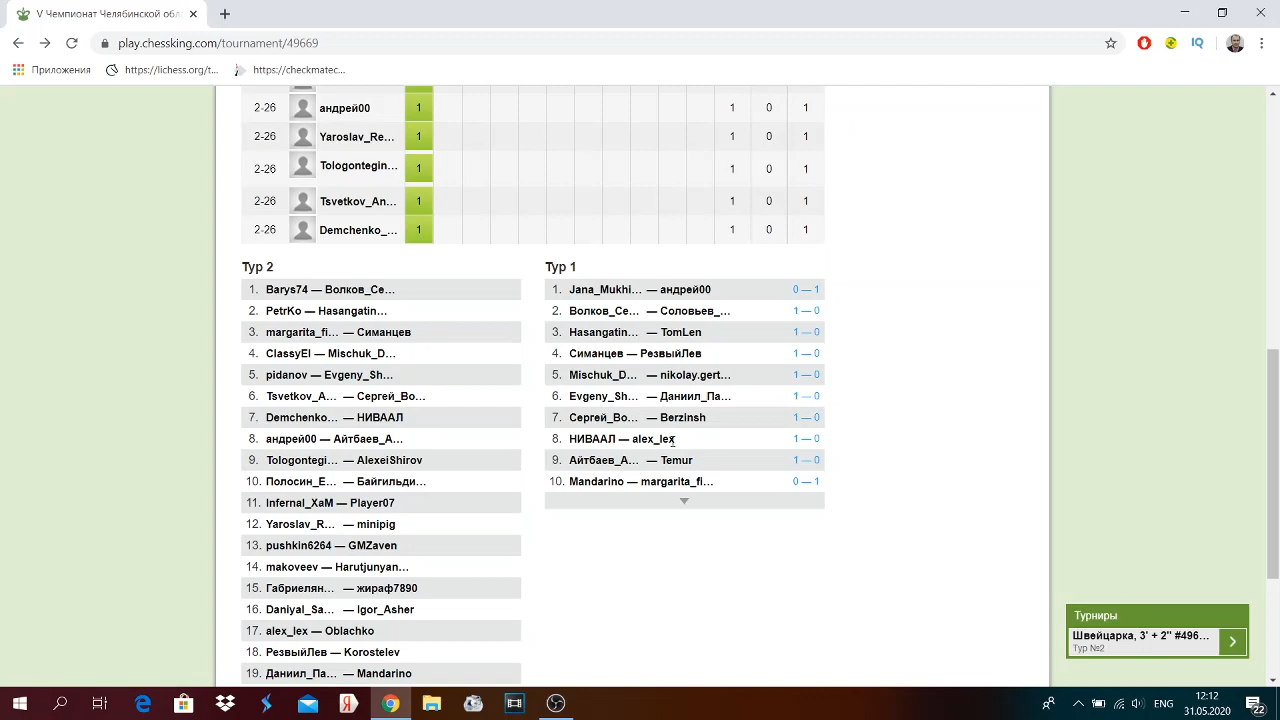 V Чемпионат Челябинской об
play.chessking.com/tournament/49669
Приложения https://lichess.org/t... https://checkmatec...
2-26 андрей00 1 1 0 1
2-26 Yaroslav_Re... 1 1 0 1
2-26 Tologontegin... 1 1 0 1
2-26 Tsvetkov_An... 1 1 0 1
2-26 Demchenko_... 1 1 0 1
Тур 2
1. Barys74 — Волков_Се...
2. PetrKo — Hasangatin...
3. margarita_fi... — Симанцев
4. ClassyEl — Mischuk_D...
5. pidanov — Evgeny_Sh...
6. Tsvetkov_A... — Сергей_Во...
7. Demchenko... — НИВААЛ
8. андрей00 — Айтбаев_А...
9. Tologontegi... — AlexeiShirov
10. Полосин_Е... — Байгильди...
11. Infernal_XaM — Player07
12. Yaroslav_R... — minipig
13. pushkin6264 — GMZaven
14. makoveev — Harutjunyan...
15. Габриелян... — жираф7890
16. Daniyal_Sa... — Igor_Asher
17. alex_lex — Oblachko
18. РезвыйЛев — Korostelev
19. Даниил_Па... — Mandarino
Тур 1
1. Jana_Mukhi... — андрей00 0 — 1
2. Волков_Се... — Соловьев_... 1 — 0
3. Hasangatin... — TomLen 1 — 0
4. Симанцев — РезвыйЛев 1 — 0
5. Mischuk_D... — nikolay.gert... 1 — 0
6. Evgeny_Sh... — Даниил_Па... 1 — 0
7. Сергей_Во... — Berzinsh 1 — 0
8. НИВААЛ — alex_lex 1 — 0
9. Айтбаев_А... — Temur 1 — 0
10. Mandarino — margarita_fi... 0 — 1
Турниры
Швейцарка, 3' + 2'' #496...
Тур №2
ENG
12:12
31.05.2020
22